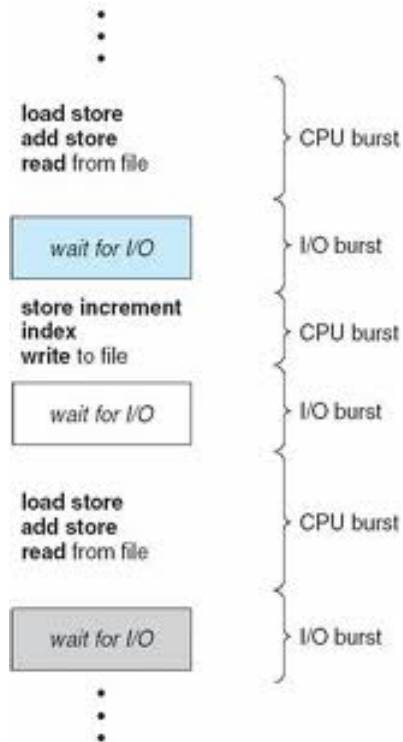 load store
add store
read from file
CPU burst
wait for I/O
I/O burst
store increment
index
write to file
CPU burst
wait for I/O
I/O burst
load store
add store
read from file
CPU burst
wait for I/O
I/O burst